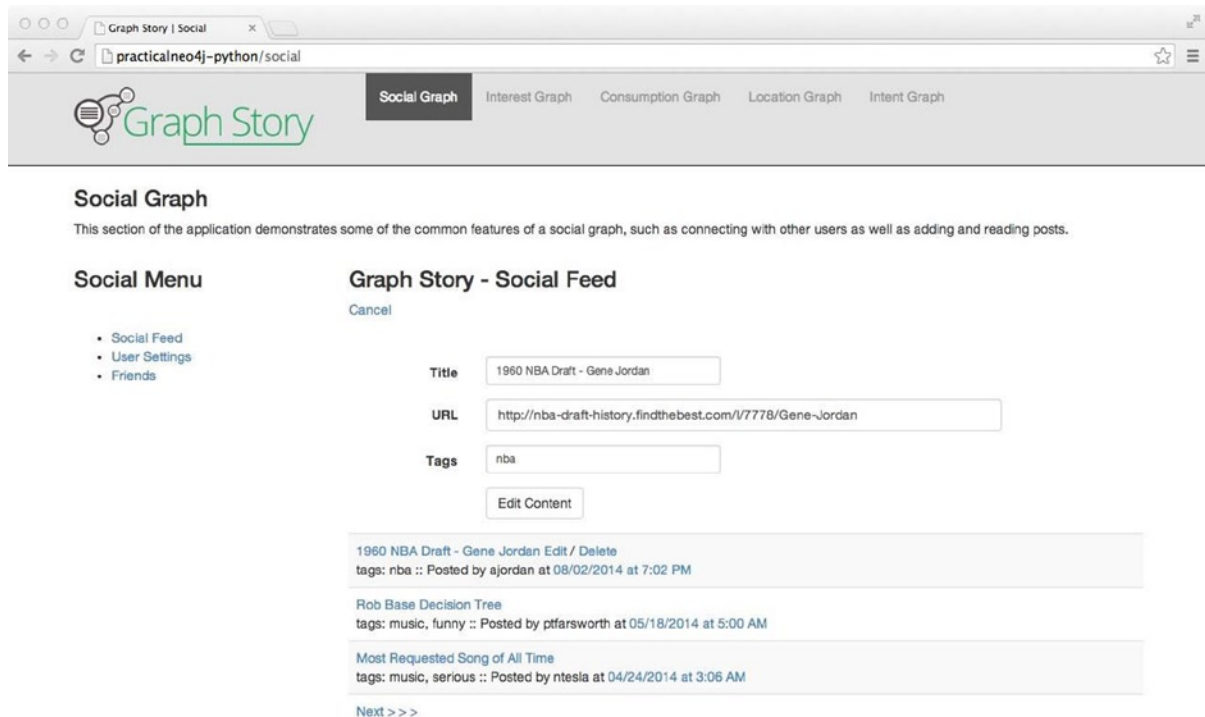 Graph Story | Social
practicalneo4j-python/social
Graph Story
Social Graph
Interest Graph
Consumption Graph
Location Graph
Intent Graph
Social Graph
This section of the application demonstrates some of the common features of a social graph, such as connecting with other users as well as adding and reading posts.
Social Menu
Social Feed
User Settings
Friends
Graph Story - Social Feed
Cancel
Title
1960 NBA Draft - Gene Jordan
URL
http://nba-draft-history.findthebest.com/l/7778/Gene-Jordan
Tags
nba
Edit Content
1960 NBA Draft - Gene Jordan Edit / Delete
tags: nba :: Posted by ajordan at 08/02/2014 at 7:02 PM
Rob Base Decision Tree
tags: music, funny :: Posted by ptfarsworth at 05/18/2014 at 5:00 AM
Most Requested Song of All Time
tags: music, serious :: Posted by ntesla at 04/24/2014 at 3:06 AM
Next > > >